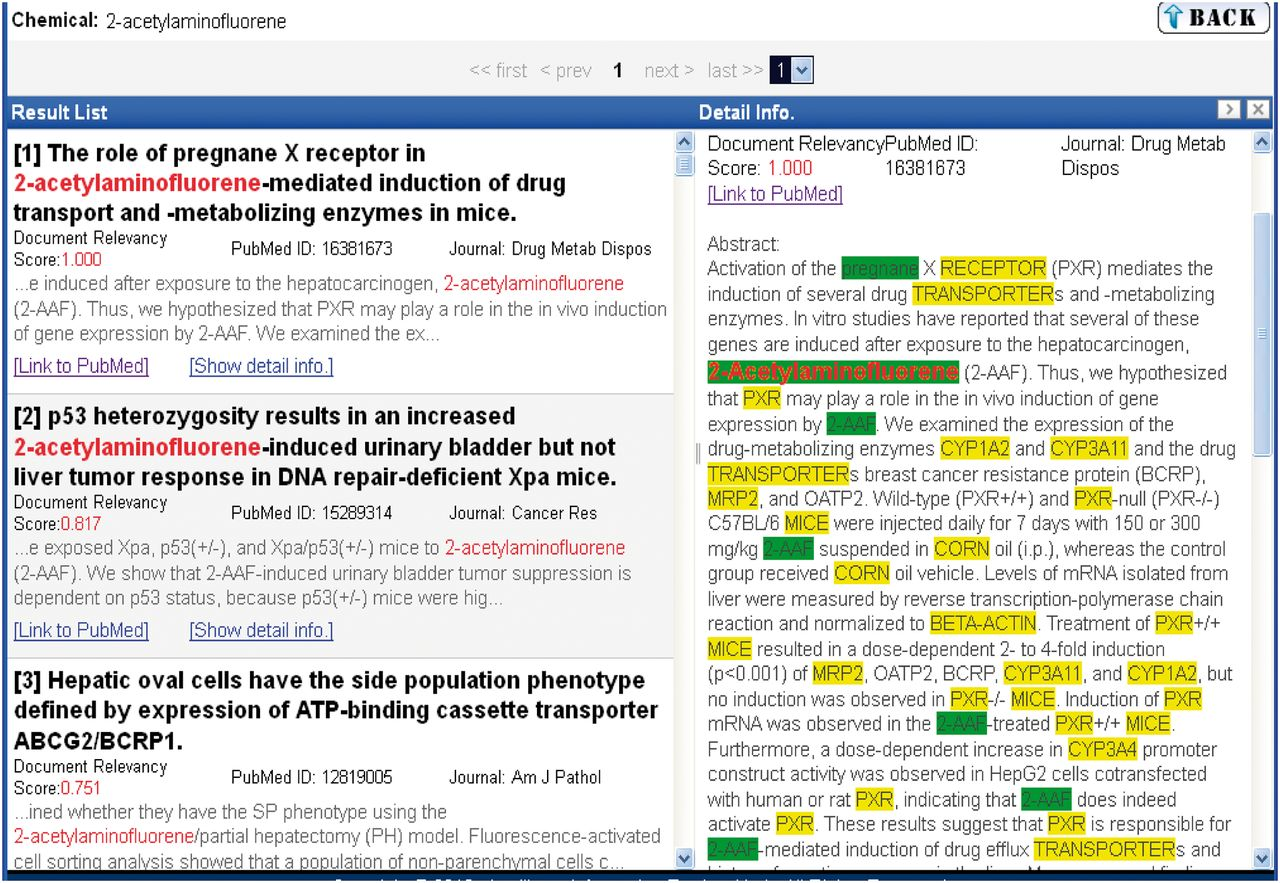 Chemical: 2-acetylaminofluorene
BACK
<< first < prev 1 next > last >> 1
Result List
[1] The role of pregnane X receptor in
2-acetylaminofluorene-mediated induction of drug
transport and -metabolizing enzymes in mice.
Document Relevancy
Score:1.000
PubMed ID: 16381673
Journal: Drug Metab Dispos
...e induced after exposure to the hepatocarcinogen, 2-acetylaminofluorene
(2-AAF). Thus, we hypothesized that PXR may play a role in the in vivo induction
of gene expression by 2-AAF. We examined the ex...
[Link to PubMed] [Show detail info.]
[2] p53 heterozygosity results in an increased
2-acetylaminofluorene-induced urinary bladder but not
liver tumor response in DNA repair-deficient Xpa mice.
Document Relevancy
Score:0.817
PubMed ID: 15289314
Journal: Cancer Res
...e exposed Xpa, p53(+/-), and Xpa/p53(+/-) mice to 2-acetylaminofluorene
(2-AAF). We show that 2-AAF-induced urinary bladder tumor suppression is
dependent on p53 status, because p53(+/-) mice were hig...
[Link to PubMed] [Show detail info.]
[3] Hepatic oval cells have the side population phenotype
defined by expression of ATP-binding cassette transporter
ABCG2/BCRP1.
Document Relevancy
Score:0.751
PubMed ID: 12819005
Journal: Am J Pathol
...ined whether they have the SP phenotype using the
2-acetylaminofluorene/partial hepatectomy (PH) model. Fluorescence-activated
cell sorting analysis showed that a population of non-parenchymal cells c...
Detail Info.
Document RelevancyPubMed ID: Journal: Drug Metab
Score: 1.000 16381673 Dispos
[Link to PubMed]
Abstract:
Activation of the pregnane X RECEPTOR (PXR) mediates the
induction of several drug TRANSPORTERs and -metabolizing
enzymes. In vitro studies have reported that several of these
genes are induced after exposure to the hepatocarcinogen,
2-Acetylaminofluorene (2-AAF). Thus, we hypothesized
that PXR may play a role in the in vivo induction of gene
expression by 2-AAF. We examined the expression of the
drug-metabolizing enzymes CYP1A2 and CYP3A11 and the drug
TRANSPORTERs breast cancer resistance protein (BCRP),
MRP2, and OATP2. Wild-type (PXR+/+) and PXR-null (PXR-/-)
C57BL/6 MICE were injected daily for 7 days with 150 or 300
mg/kg 2-AAF suspended in CORN oil (i.p.), whereas the control
group received CORN oil vehicle. Levels of mRNA isolated from
liver were measured by reverse transcription-polymerase chain
reaction and normalized to BETA-ACTIN. Treatment of PXR+/+
MICE resulted in a dose-dependent 2- to 4-fold induction
(p<0.001) of MRP2, OATP2, BCRP, CYP3A11, and CYP1A2, but
no induction was observed in PXR-/- MICE. Induction of PXR
mRNA was observed in the 2-AAF-treated PXR+/+ MICE.
Furthermore, a dose-dependent increase in CYP3A4 promoter
construct activity was observed in HepG2 cells cotransfected
with human or rat PXR, indicating that 2-AAF does indeed
activate PXR. These results suggest that PXR is responsible for
2-AAF-mediated induction of drug efflux TRANSPORTERs and